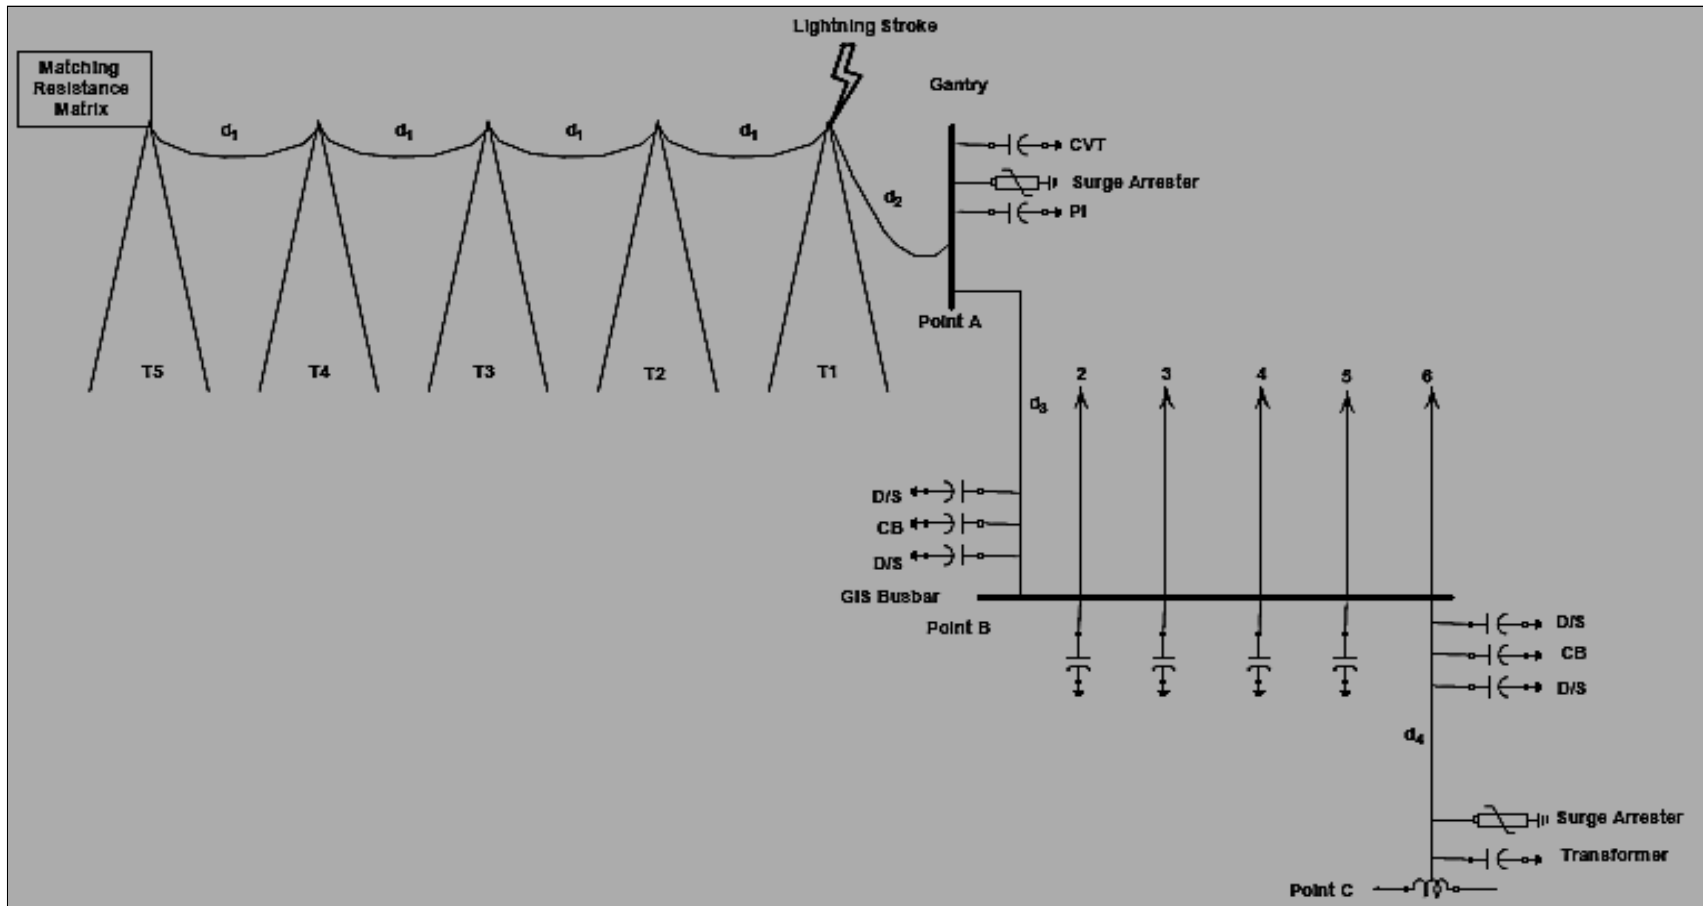 Lightning Stroke
Matching
Resistance
Matrix
Gantry
d1
d1
d1
d1
CVT
Surge Arrester
PI
d2
Point A
T5
T4
T3
T2
T1
2
3
4
5
6
d3
D/S
CB
D/S
GIS Busbar
Point B
D/S
CB
D/S
d4
Surge Arrester
Transformer
Point C